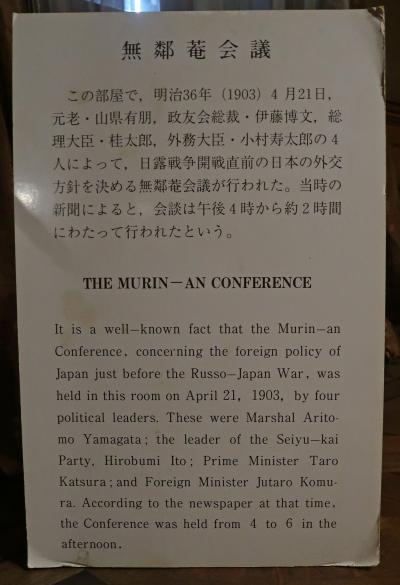 無鄰菴会議
この部屋で，明治36年（1903）4月21日，
元老・山県有朋，政友会総裁・伊藤博文，総
理大臣・桂太郎，外務大臣・小村寿太郎の4
人によって，日露戦争開戦直前の日本の外交
方針を決める無鄰菴会議が行われた。当時の
新聞によると，会談は午後4時から約2時間
にわたって行われたという。
THE MURIN－AN CONFERENCE
It is a well－known fact that the Murin－an
Conference, concerning the foreign policy of
Japan just before the Russo－Japan War, was
held in this room on April 21, 1903, by four
political leaders. These were Marshal Arito-
mo Yamagata; the leader of the Seiyu－kai
Party, Hirobumi Ito; Prime Minister Taro
Katsura; and Foreign Minister Jutaro Komu-
ra. According to the newspaper at that time,
the Conference was held from 4 to 6 in the
afternoon.